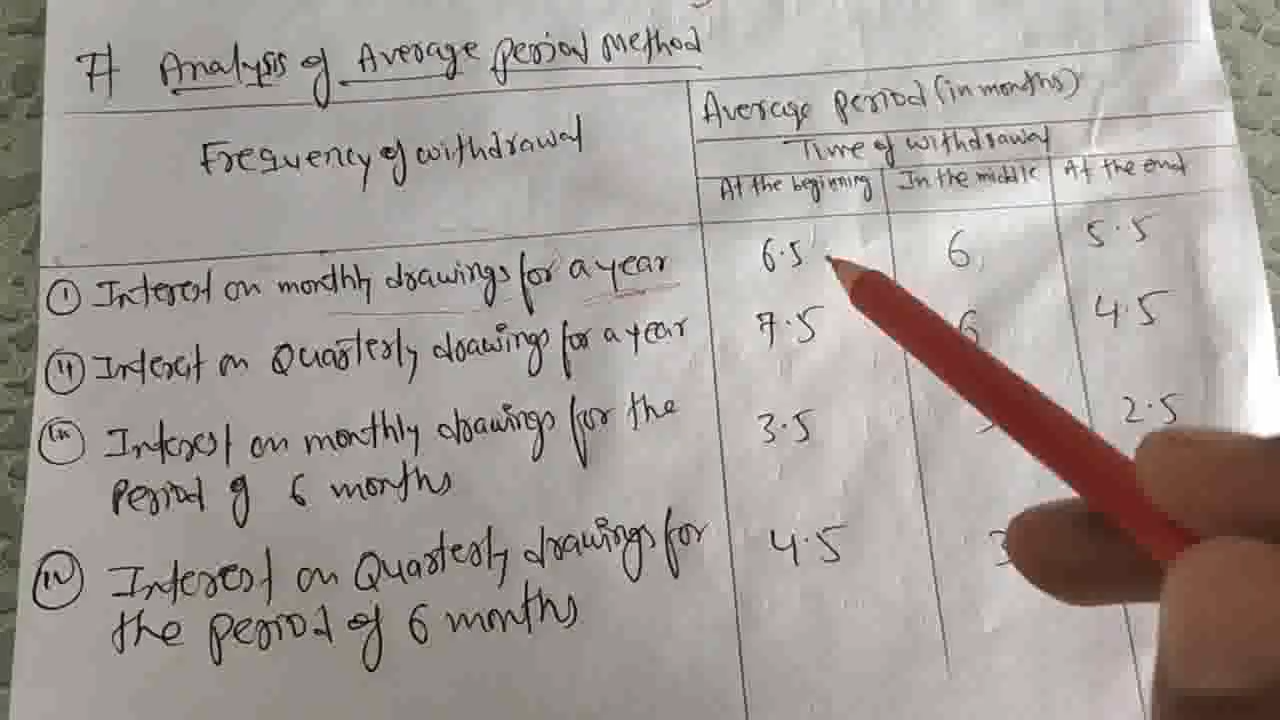 7) Analysis of Average period Method
Frequency of withdrawal
Average period (in months)
Time of withdrawal
At the beginning In the middle At the end
(i) Interest on monthly drawings for a year 6.5 6 5.5
(ii) Interest on Quarterly drawings for a year 7.5 6 4.5
(iii) Interest on monthly drawings for the 3.5 2.5
period of 6 months
(iv) Interest on Quarterly drawings for 4.5 3
the period of 6 months